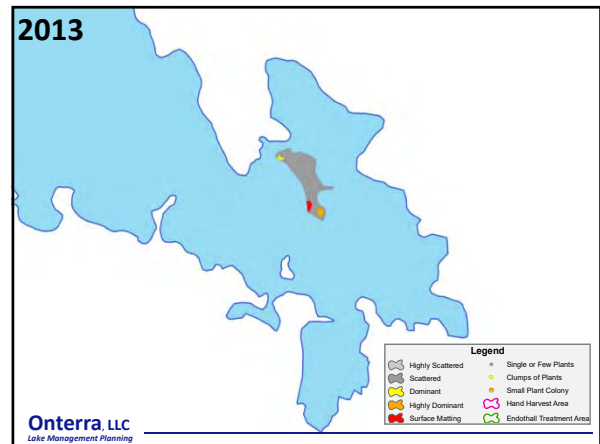 2013
Legend
Highly Scattered
Scattered
Dominant
Highly Dominant
Surface Matting
Single or Few Plants
Clumps of Plants
Small Plant Colony
Hand Harvest Area
Endothall Treatment Area
Onterra, LLC
Lake Management Planning